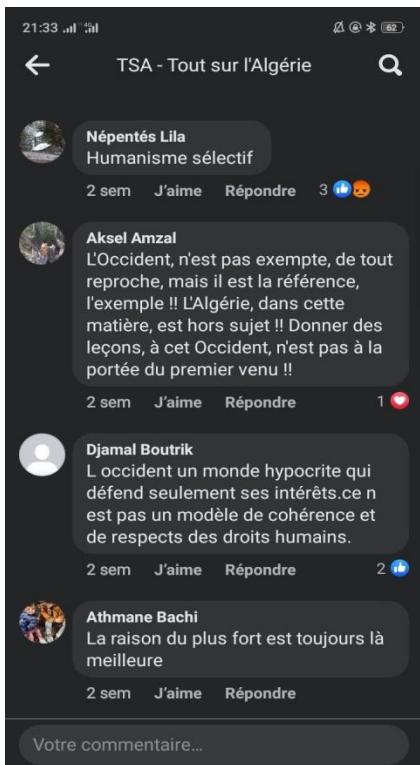 21:33
62
TSA - Tout sur l'Algérie
Népentés Lila
Humanisme sélectif
2 sem J'aime Répondre 3
Aksel Amzal
L'Occident, n'est pas exempte, de tout
reproche, mais il est la référence,
l'exemple !! L'Algérie, dans cette
matière, est hors sujet !! Donner des
leçons, à cet Occident, n'est pas à la
portée du premier venu !!
2 sem J'aime Répondre 1
Djamal Boutrik
L occident un monde hypocrite qui
défend seulement ses intérêts.ce n
est pas un modèle de cohérence et
de respects des droits humains.
2 sem J'aime Répondre 2
Athmane Bachi
La raison du plus fort est toujours là
meilleure
2 sem J'aime Répondre
Votre commentaire...